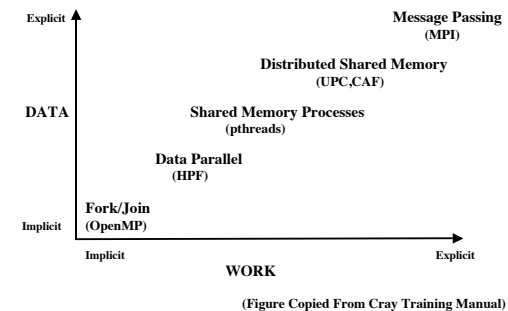 Explicit
Message Passing
(MPI)
Distributed Shared Memory
(UPC,CAF)
DATA
Shared Memory Processes
(pthreads)
Data Parallel
(HPF)
Fork/Join
Implicit
(OpenMP)
Implicit
Explicit
WORK
(Figure Copied From Cray Training Manual)